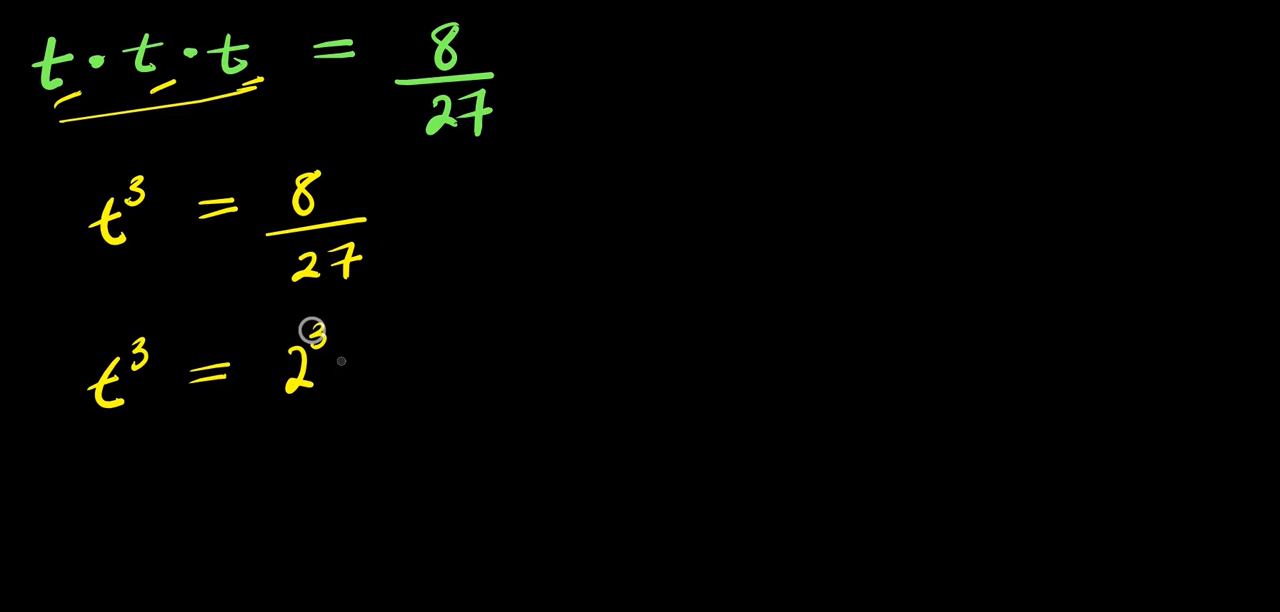 t · t · t = 8/27
t³ = 8/27
t³ = 2³